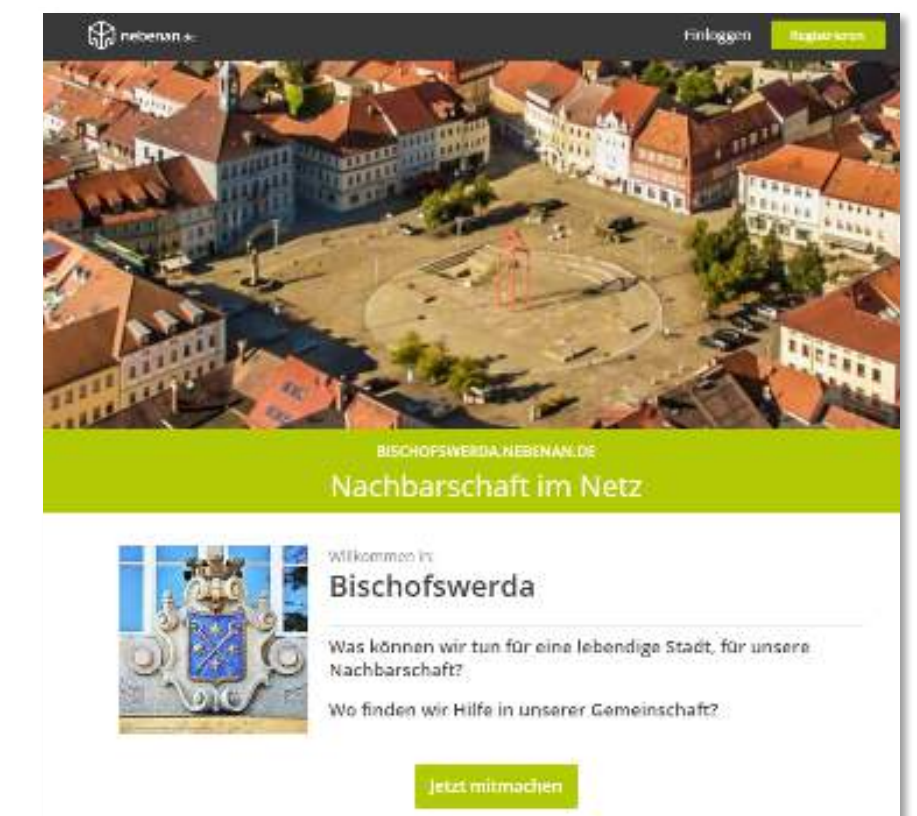 nebenan.de
Einloggen
Registrieren
BISCHOFSWERDA.NEBENAN.DE
Nachbarschaft im Netz
Willkommen in:
Bischofswerda
Was können wir tun für eine lebendige Stadt, für unsere
Nachbarschaft?
Wo finden wir Hilfe in unserer Gemeinschaft?
Jetzt mitmachen